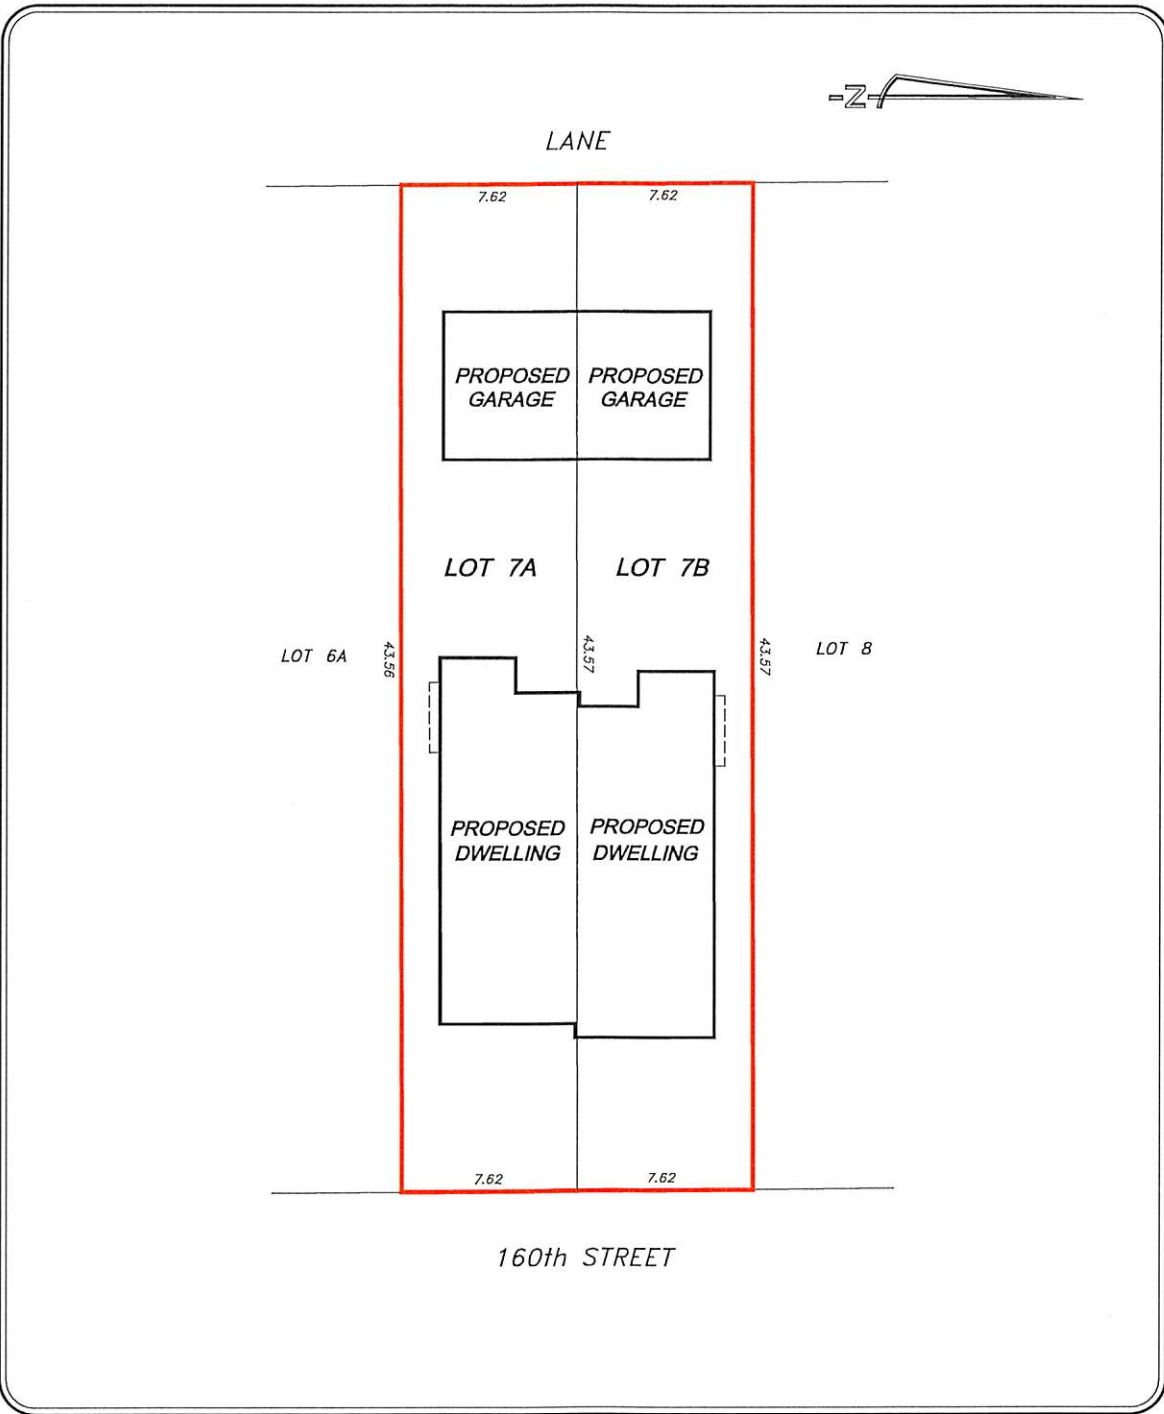 -N-
LANE
7.62 7.62
PROPOSED GARAGE
PROPOSED GARAGE
LOT 7A LOT 7B
LOT 6A 43.56 43.57 43.57 LOT 8
PROPOSED DWELLING
PROPOSED DWELLING
7.62 7.62
160th STREET